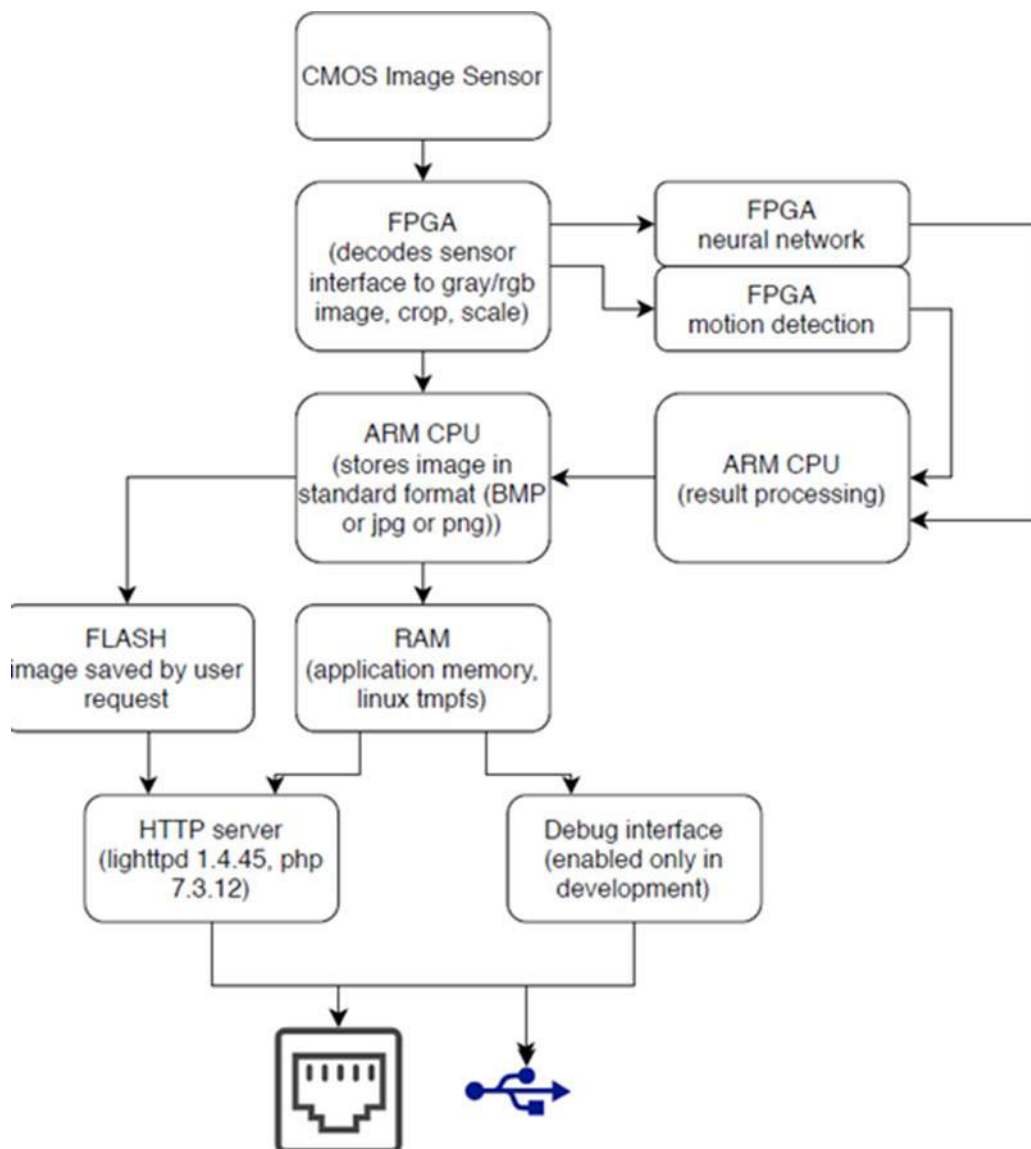 CMOS Image Sensor
FPGA
(decodes sensor
interface to gray/rgb
image, crop, scale)
FPGA
neural network
FPGA
motion detection
ARM CPU
(stores image in
standard format (BMP
or jpg or png))
ARM CPU
(result processing)
FLASH
image saved by user
request
RAM
(application memory,
linux tmpfs)
HTTP server
(lighttpd 1.4.45, php
7.3.12)
Debug interface
(enabled only in
development)